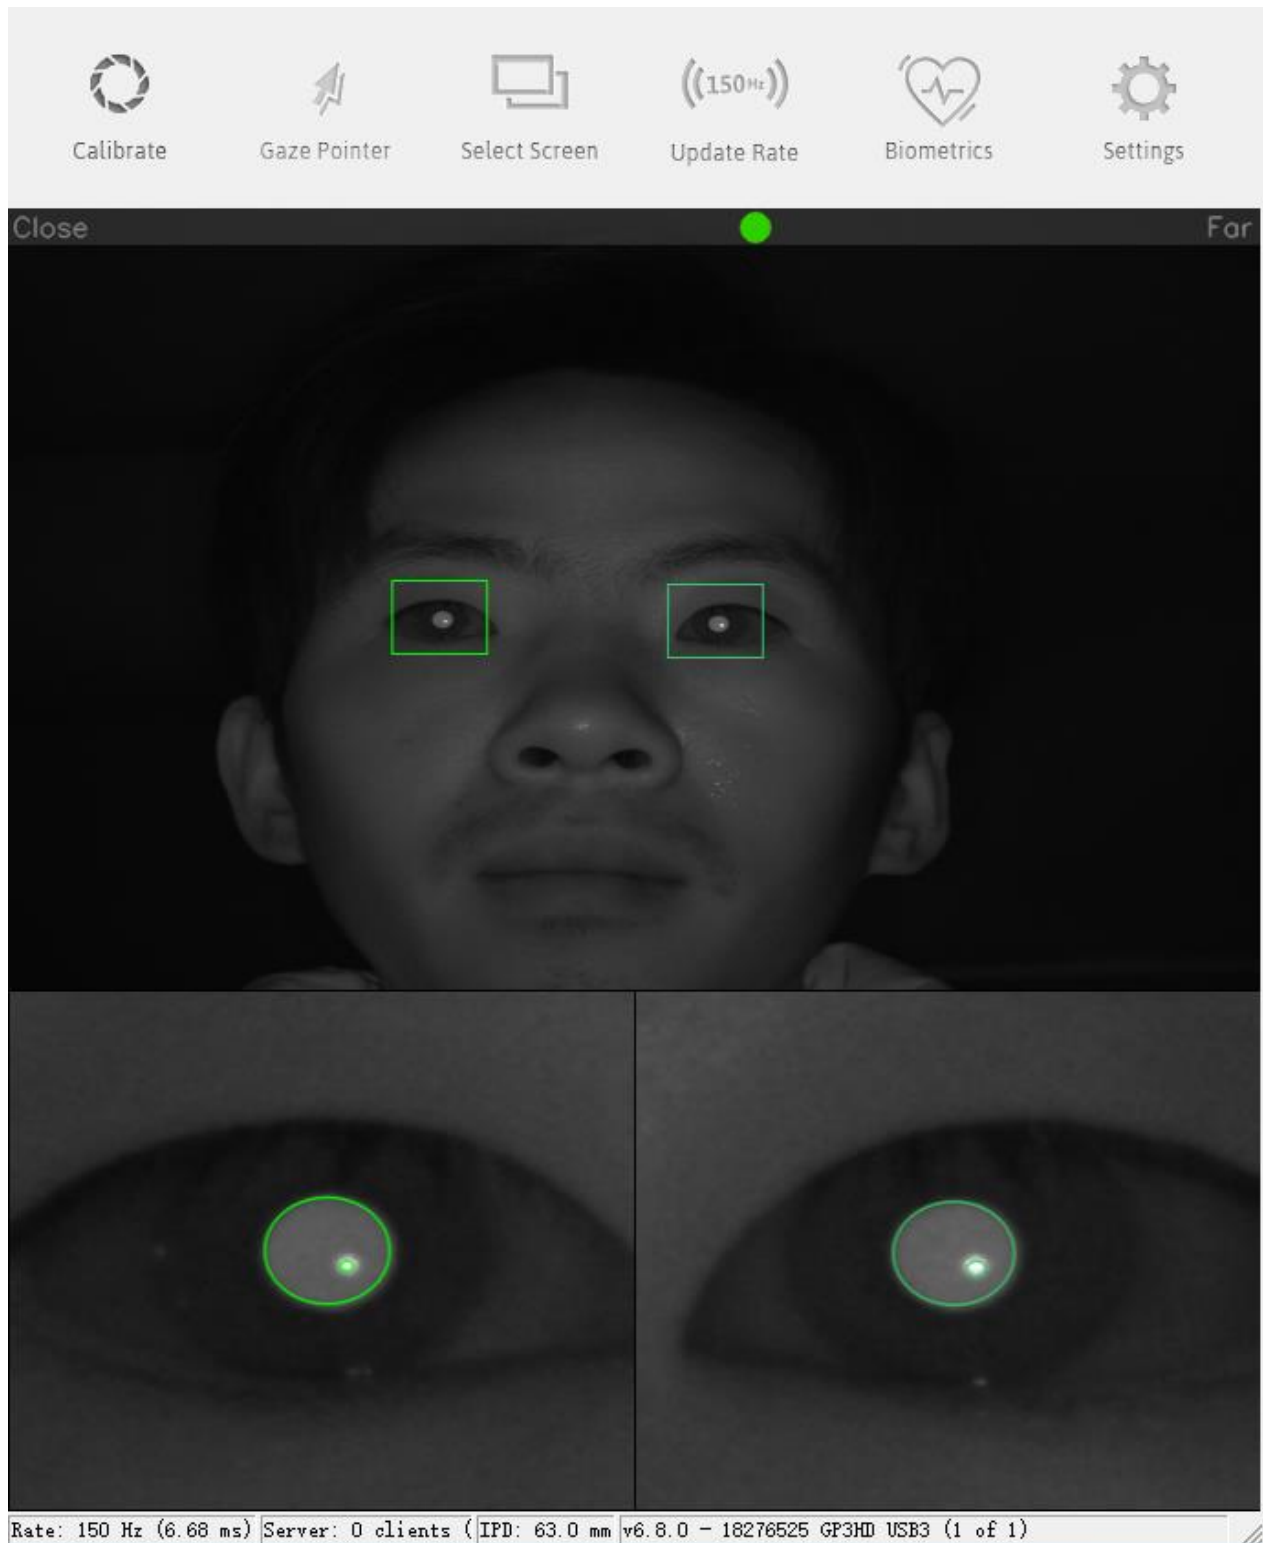 ((150Hz))
Calibrate Gaze Pointer Select Screen Update Rate Biometrics Settings
Close Far
Rate: 150 Hz (6.68 ms) Server: 0 clients ( IPD: 63.0 mm v6.8.0 - 18276525 GP3HD USB3 (1 of 1)